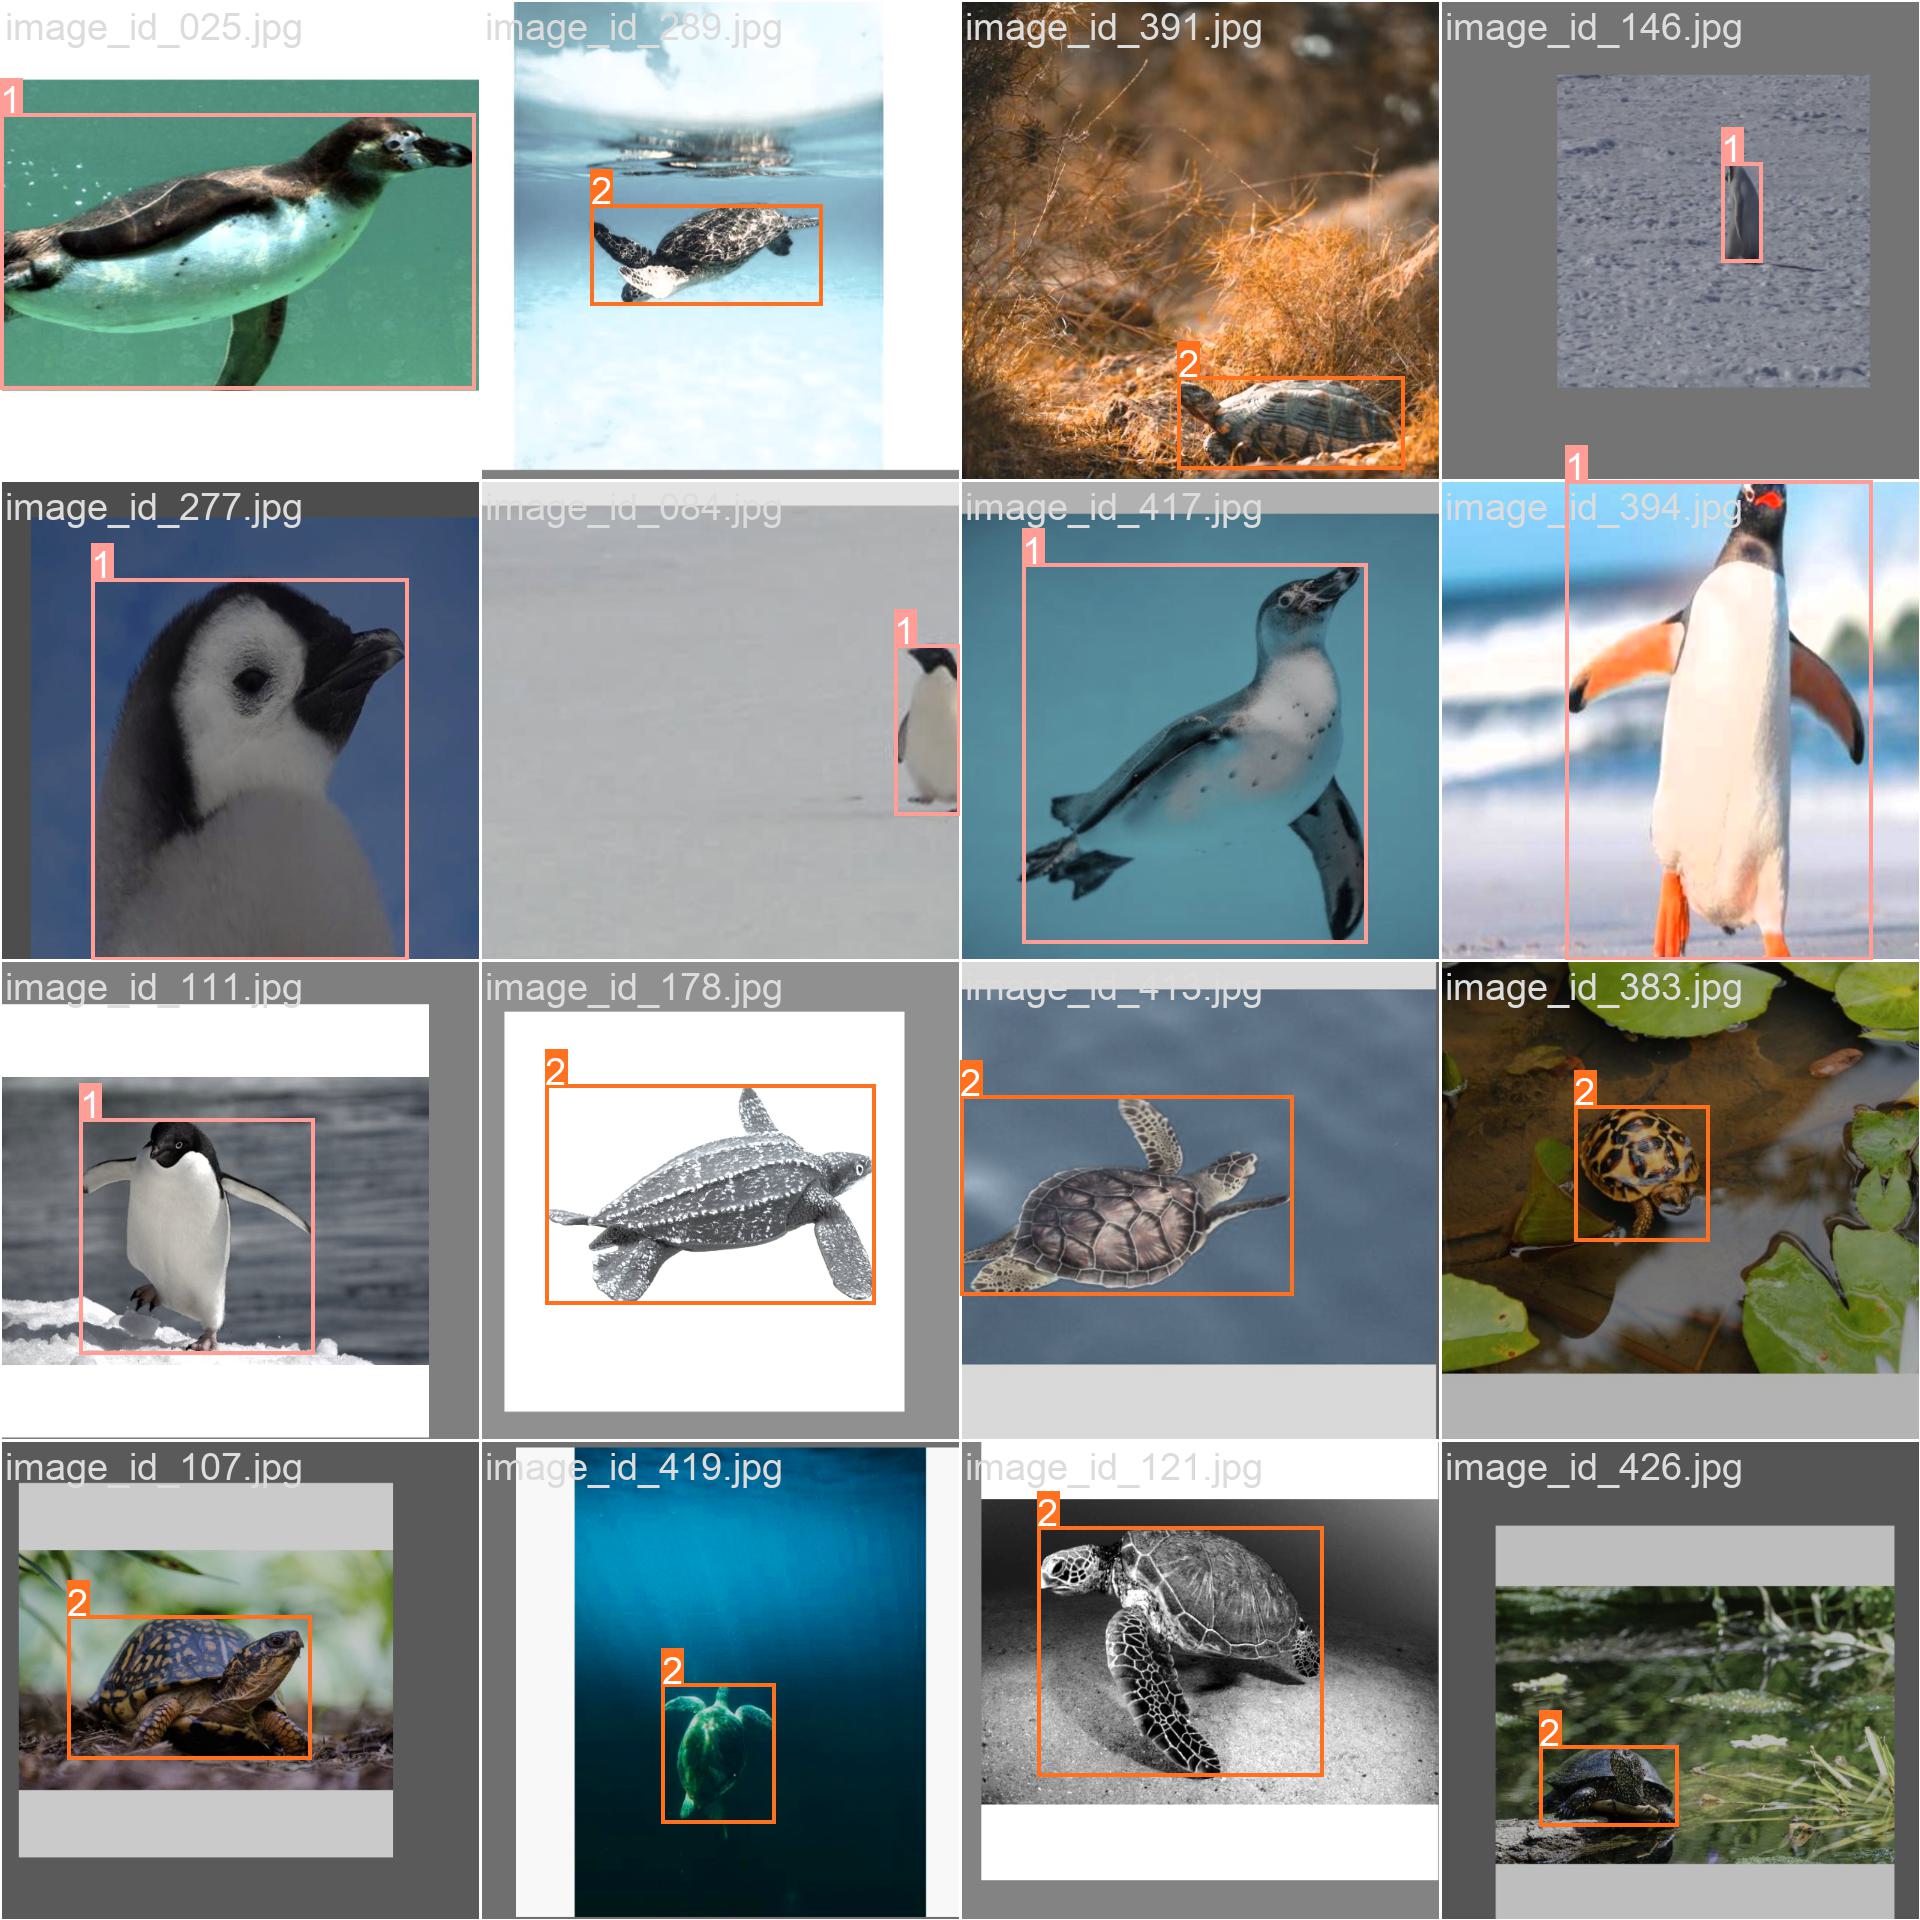 image_id_025.jpg
image_id_289.jpg
image_id_391.jpg
image_id_146.jpg
1
2
2
1
image_id_277.jpg
image_id_084.jpg
image_id_417.jpg
image_id_394.jpg
1
1
1
1
image_id_111.jpg
image_id_178.jpg
image_id_413.jpg
image_id_383.jpg
1
2
2
2
image_id_107.jpg
image_id_419.jpg
image_id_121.jpg
image_id_426.jpg
2
2
2
2